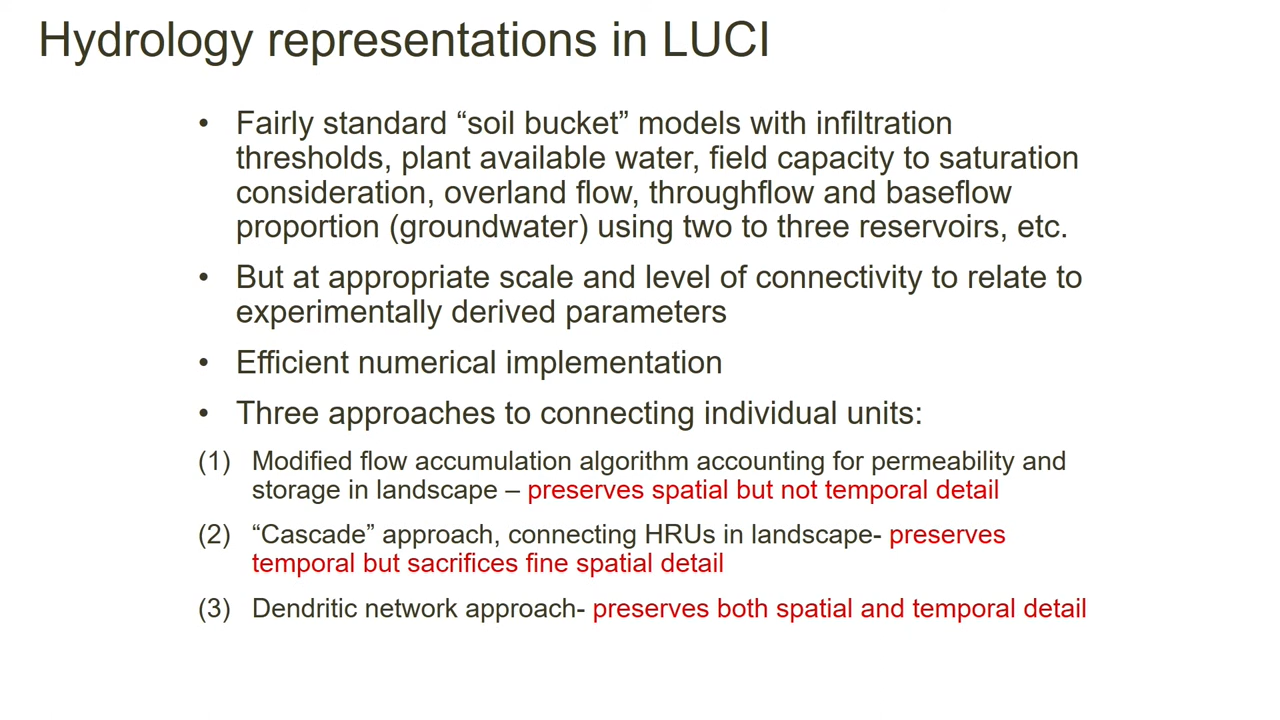 Hydrology representations in LUCI
• Fairly standard “soil bucket” models with infiltration
thresholds, plant available water, field capacity to saturation
consideration, overland flow, throughflow and baseflow
proportion (groundwater) using two to three reservoirs, etc.
• But at appropriate scale and level of connectivity to relate to
experimentally derived parameters
• Efficient numerical implementation
• Three approaches to connecting individual units:
(1) Modified flow accumulation algorithm accounting for permeability and
storage in landscape – preserves spatial but not temporal detail
(2) “Cascade” approach, connecting HRUs in landscape- preserves
temporal but sacrifices fine spatial detail
(3) Dendritic network approach- preserves both spatial and temporal detail